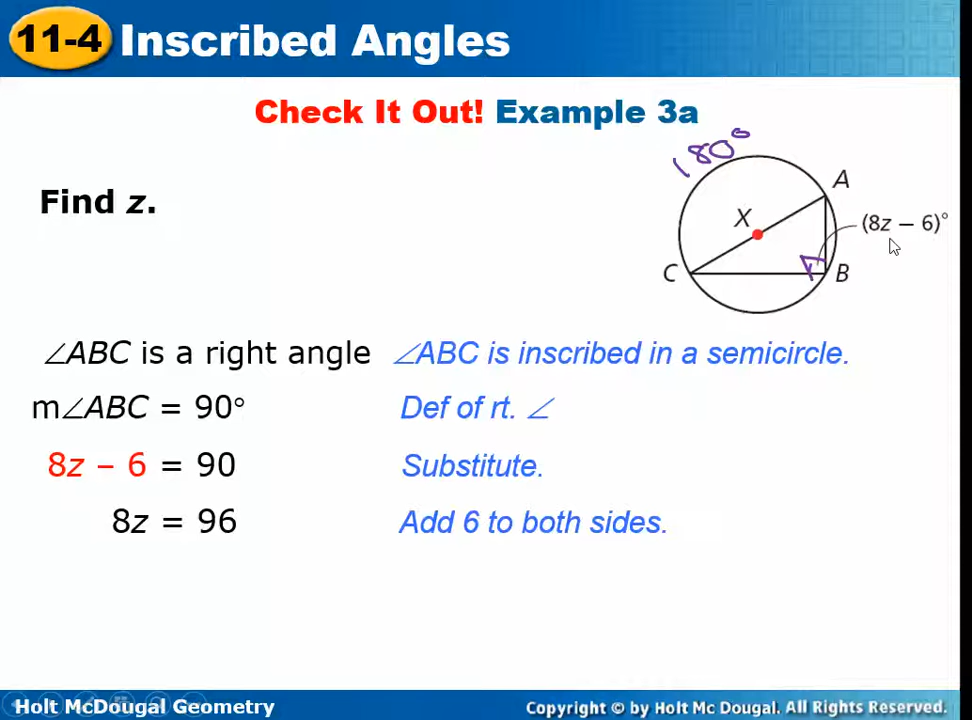 11-4 Inscribed Angles
Check It Out! Example 3a
180°
Find z.
A
X
(8z – 6)°
C
B
∠ABC is a right angle ∠ABC is inscribed in a semicircle.
m∠ABC = 90° Def of rt. ∠
8z – 6 = 90 Substitute.
8z = 96 Add 6 to both sides.
Holt McDougal Geometry Copyright © by Holt Mc Dougal. All Rights Reserved.